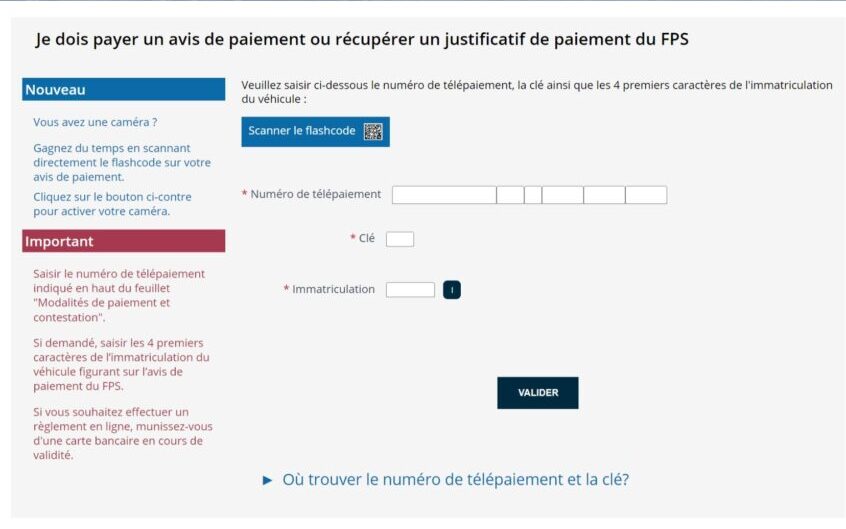 Je dois payer un avis de paiement ou récupérer un justificatif de paiement du FPS
Nouveau
Vous avez une caméra ?
Gagnez du temps en scannant
directement le flashcode sur votre
avis de paiement.
Cliquez sur le bouton ci-contre
pour activer votre caméra.
Important
Saisir le numéro de télépaiement
indiqué en haut du feuillet
"Modalités de paiement et
contestation".
Si demandé, saisir les 4 premiers
caractères de l'immatriculation du
véhicule figurant sur l'avis de
paiement du FPS.
Si vous souhaitez effectuer un
règlement en ligne, munissez-vous
d'une carte bancaire en cours de
validité.
Veuillez saisir ci-dessous le numéro de télépaiement, la clé ainsi que les 4 premiers caractères de l'immatriculation
du véhicule :
Scanner le flashcode
* Numéro de télépaiement
* Clé
* Immatriculation
I
VALIDER
► Où trouver le numéro de télépaiement et la clé?